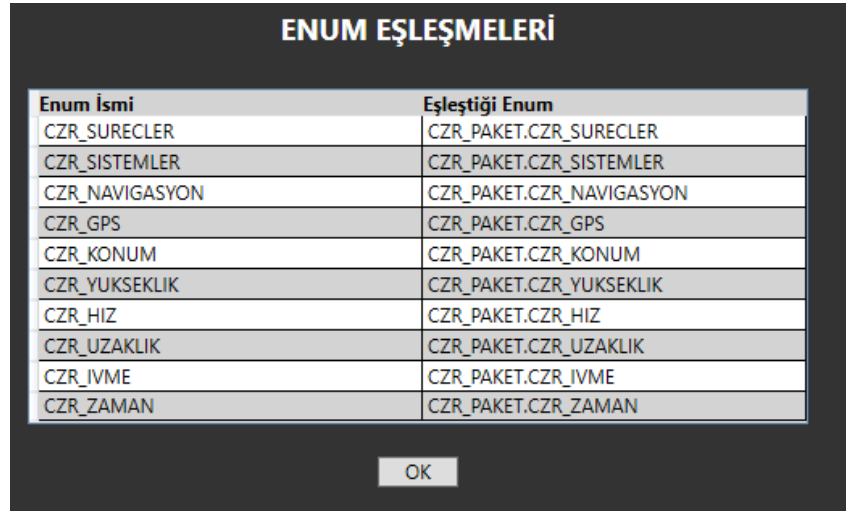 ENUM EŞLEŞMELERİ
Enum İsmi Eşleştiği Enum
CZR_SURECLER CZR_PAKET.CZR_SURECLER
CZR_SISTEMLER CZR_PAKET.CZR_SISTEMLER
CZR_NAVIGASYON CZR_PAKET.CZR_NAVIGASYON
CZR_GPS CZR_PAKET.CZR_GPS
CZR_KONUM CZR_PAKET.CZR_KONUM
CZR_YUKSEKLIK CZR_PAKET.CZR_YUKSEKLIK
CZR_HIZ CZR_PAKET.CZR_HIZ
CZR_UZAKLIK CZR_PAKET.CZR_UZAKLIK
CZR_IVME CZR_PAKET.CZR_IVME
CZR_ZAMAN CZR_PAKET.CZR_ZAMAN
OK